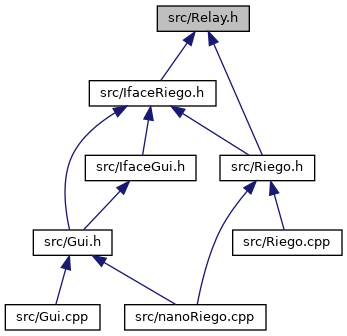 src/Relay.h
src/IfaceRiego.h
src/IfaceGui.h
src/Riego.h
src/Gui.h
src/Riego.cpp
src/Gui.cpp
src/nanoRiego.cpp